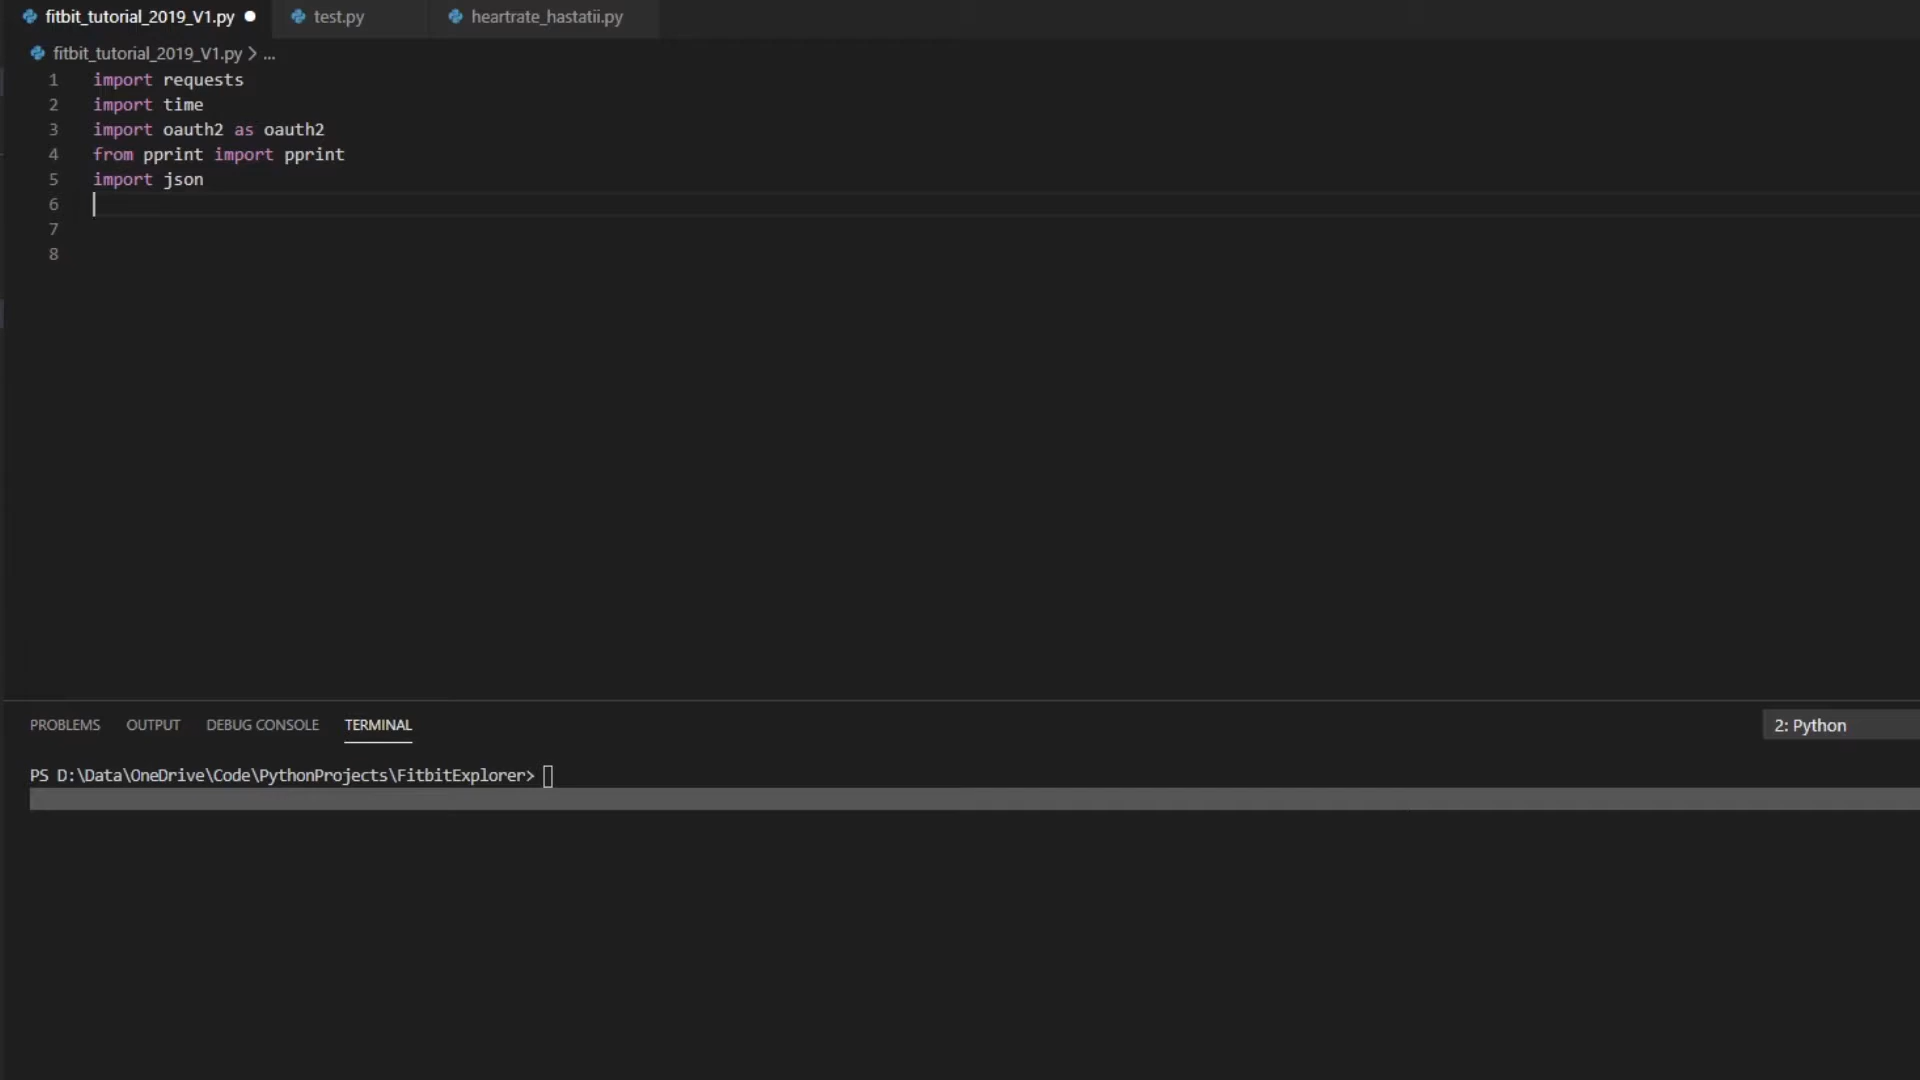 fitbit_tutorial_2019_V1.py test.py heartrate_hastatii.py
fitbit_tutorial_2019_V1.py > ...
1 import requests
2 import time
3 import oauth2 as oauth2
4 from pprint import pprint
5 import json
6
7
8
PROBLEMS OUTPUT DEBUG CONSOLE TERMINAL 2: Python
PS D:\Data\OneDrive\Code\PythonProjects\FitbitExplorer>